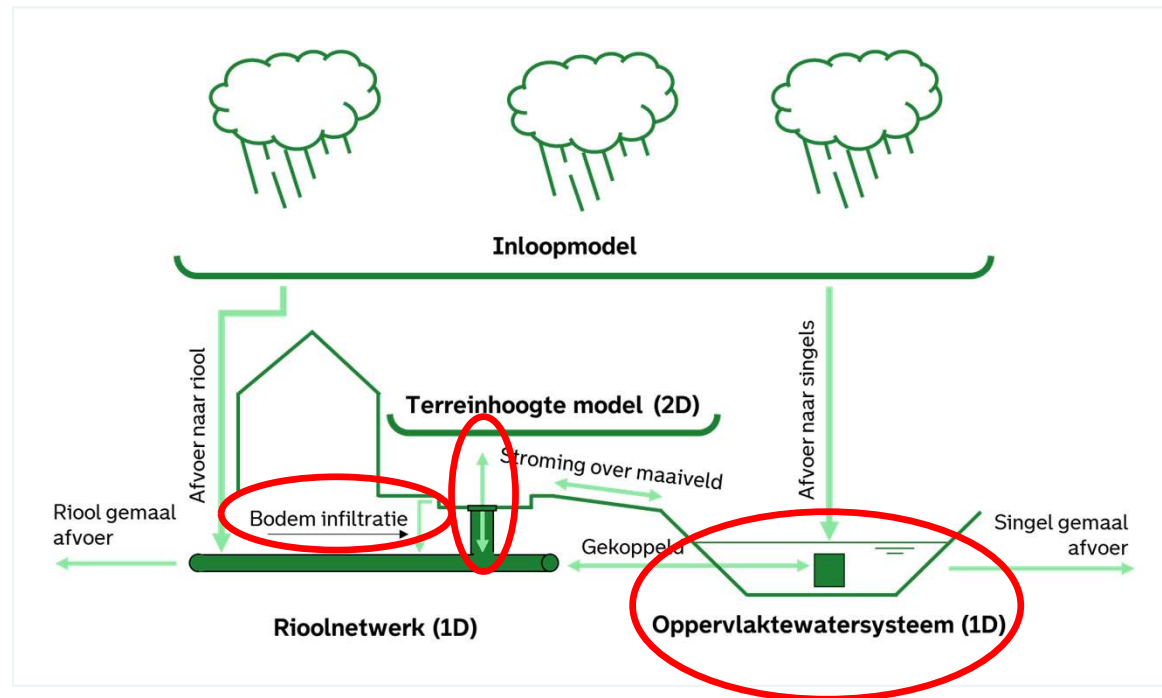 Inloopmodel
Afvoer naar riool
Afvoer naar singels
Terreinhoogte model (2D)
Stroming over maaiveld
Bodem infiltratie
Riool gemaal
afvoer
Gekoppeld
Singel gemaal
afvoer
Rioolnetwerk (1D)
Oppervlaktewatersysteem (1D)